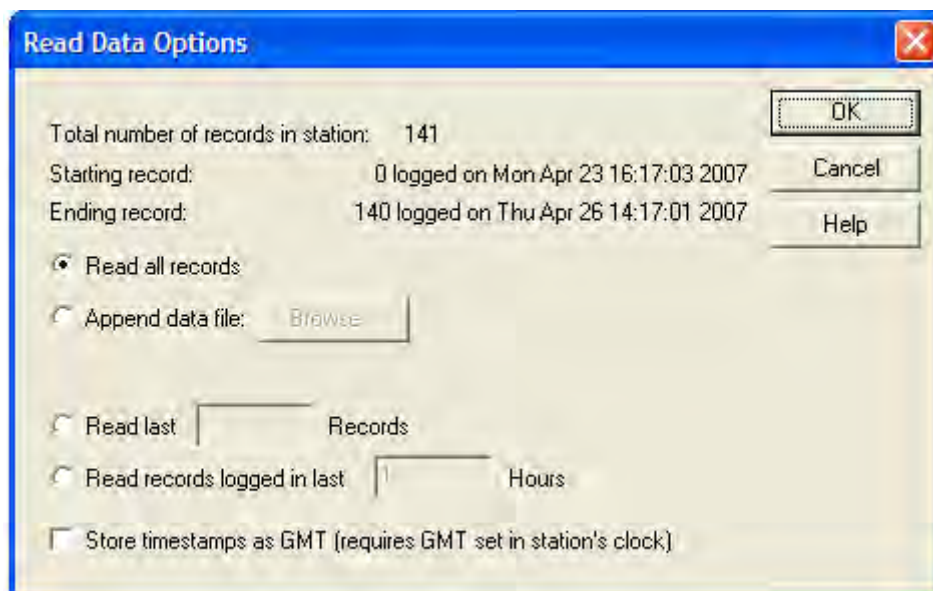 Read Data Options
OK
Total number of records in station: 141
Starting record: 0 logged on Mon Apr 23 16:17:03 2007
Cancel
Ending record: 140 logged on Thu Apr 26 14:17:01 2007
Help
Read all records
Append data file: Browse
Read last Records
Read records logged in last 1 Hours
Store timestamps as GMT (requires GMT set in station's clock)